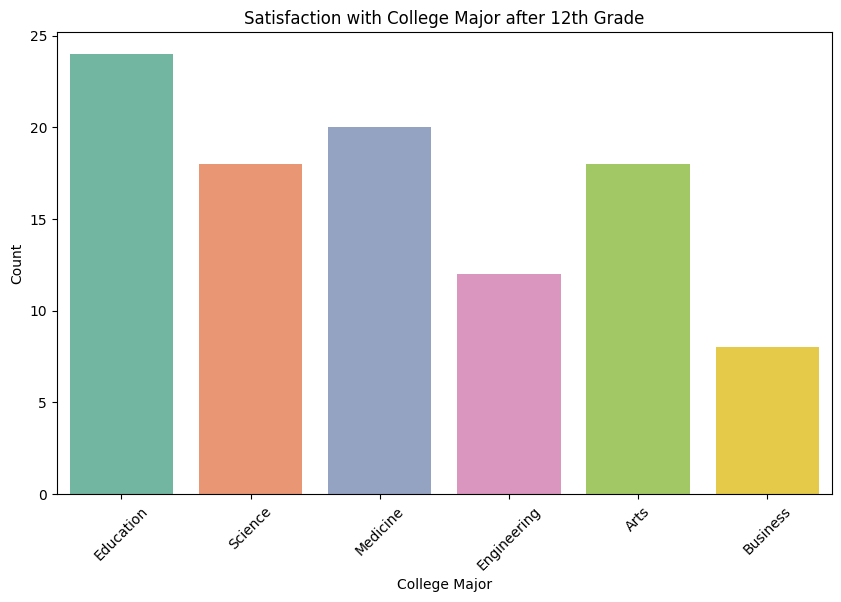 Satisfaction with College Major after 12th Grade
25
20
15
10
5
0
Count
Education
Science
Medicine
Engineering
Arts
Business
College Major